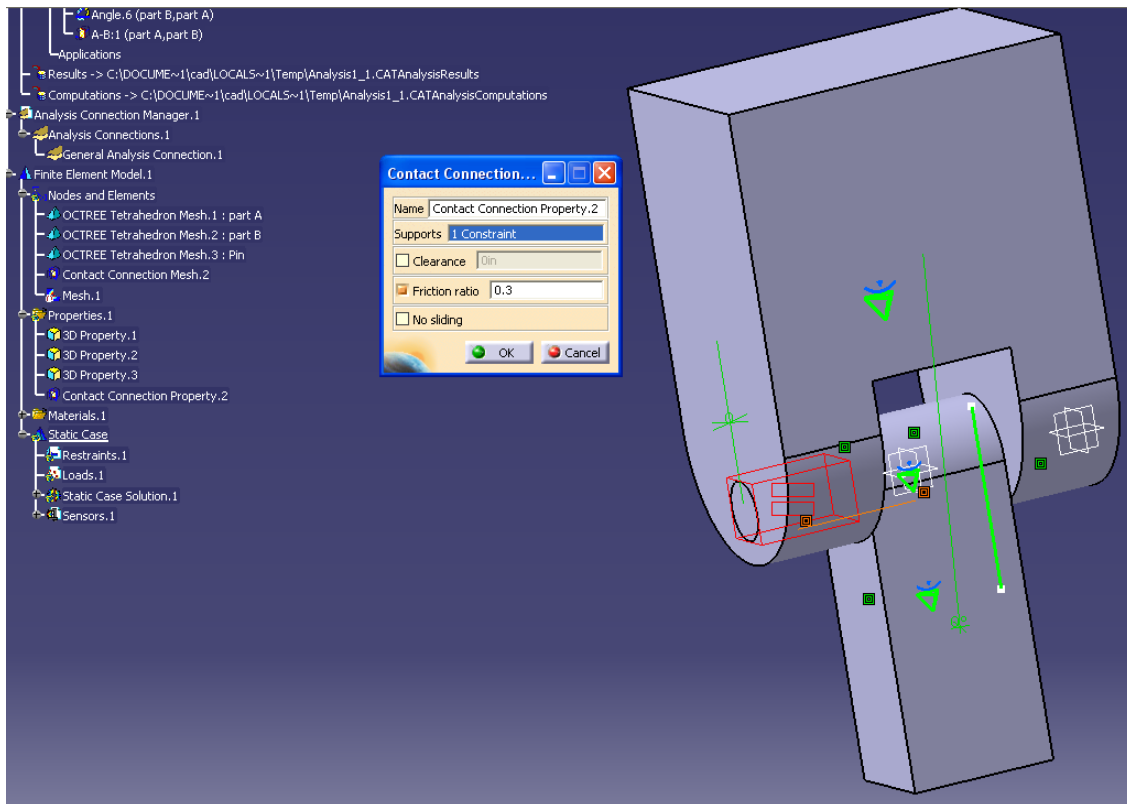 Angle.6 (part B,part A)
A-B:1 (part A,part B)
Applications
Results -> C:\DOCUME~1\cad\LOCALS~1\Temp\Analysis1_1.CATAnalysisResults
Computations -> C:\DOCUME~1\cad\LOCALS~1\Temp\Analysis1_1.CATAnalysisComputations
Analysis Connection Manager.1
Analysis Connections.1
General Analysis Connection.1
Finite Element Model.1
Nodes and Elements
OCTREE Tetrahedron Mesh.1 : part A
OCTREE Tetrahedron Mesh.2 : part B
OCTREE Tetrahedron Mesh.3 : Pin
Contact Connection Mesh.2
Mesh.1
Properties.1
3D Property.1
3D Property.2
3D Property.3
Contact Connection Property.2
Materials.1
Static Case
Restraints.1
Loads.1
Static Case Solution.1
Sensors.1
Contact Connection...
Name Contact Connection Property.2
Supports 1 Constraint
Clearance 0in
Friction ratio 0.3
No sliding
OK Cancel